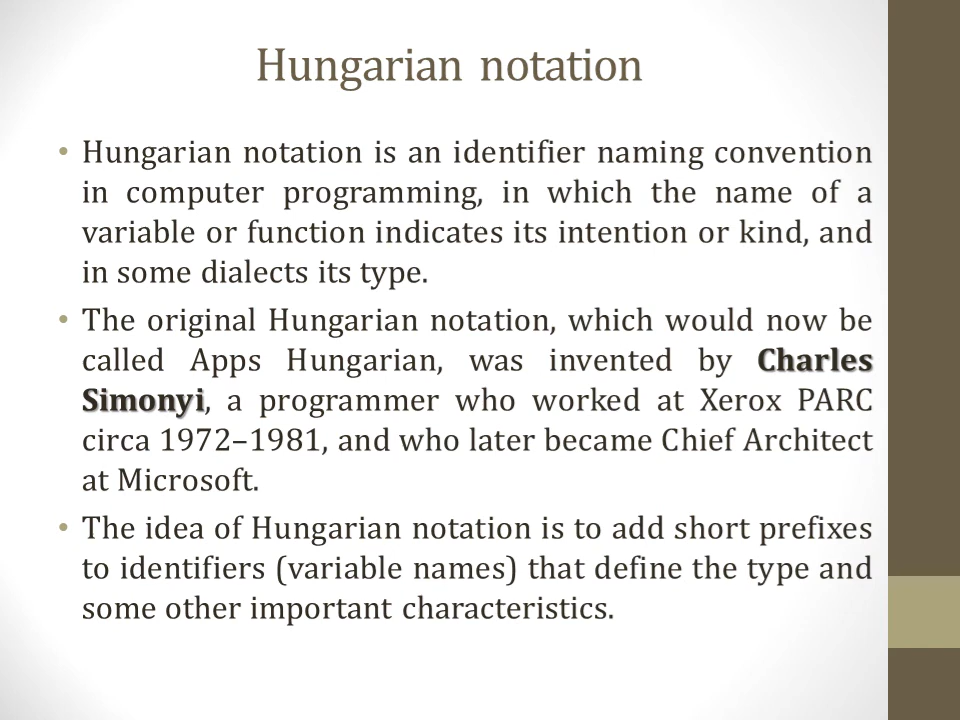 Hungarian notation
• Hungarian notation is an identifier naming convention
in computer programming, in which the name of a
variable or function indicates its intention or kind, and
in some dialects its type.
• The original Hungarian notation, which would now be
called Apps Hungarian, was invented by Charles
Simonyi, a programmer who worked at Xerox PARC
circa 1972–1981, and who later became Chief Architect
at Microsoft.
• The idea of Hungarian notation is to add short prefixes
to identifiers (variable names) that define the type and
some other important characteristics.